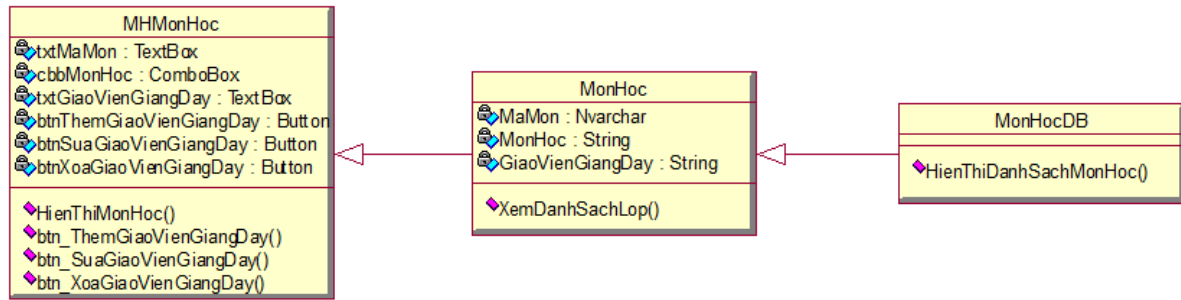 MHMonHoc
txtMaMon : TextBox
cbbMonHoc : ComboBox
txtGiaoVienGiangDay : TextBox
btnThemGiaoVienGiangDay : Button
btnSuaGiaoVienGiangDay : Button
btnXoaGiaoVienGiangDay : Button
HienThiMonHoc()
btn_ThemGiaoVienGiangDay()
btn_SuaGiaoVienGiangDay()
btn_XoaGiaoVienGiangDay()
MonHoc
MaMon : Nvarchar
MonHoc : String
GiaoVienGiangDay : String
XemDanhSachLop()
MonHocDB
HienThiDanhSachMonHoc()